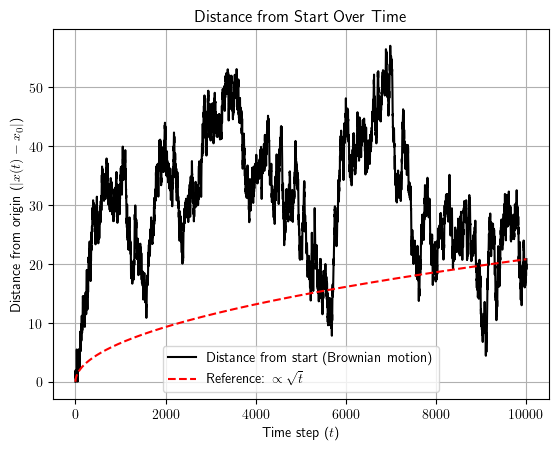 Distance from Start Over Time
Distance from origin (|x(t) − x₀|)
50
40
30
20
10
0
Distance from start (Brownian motion)
Reference: ∝ √t
0 2000 4000 6000 8000 10000
Time step (t)